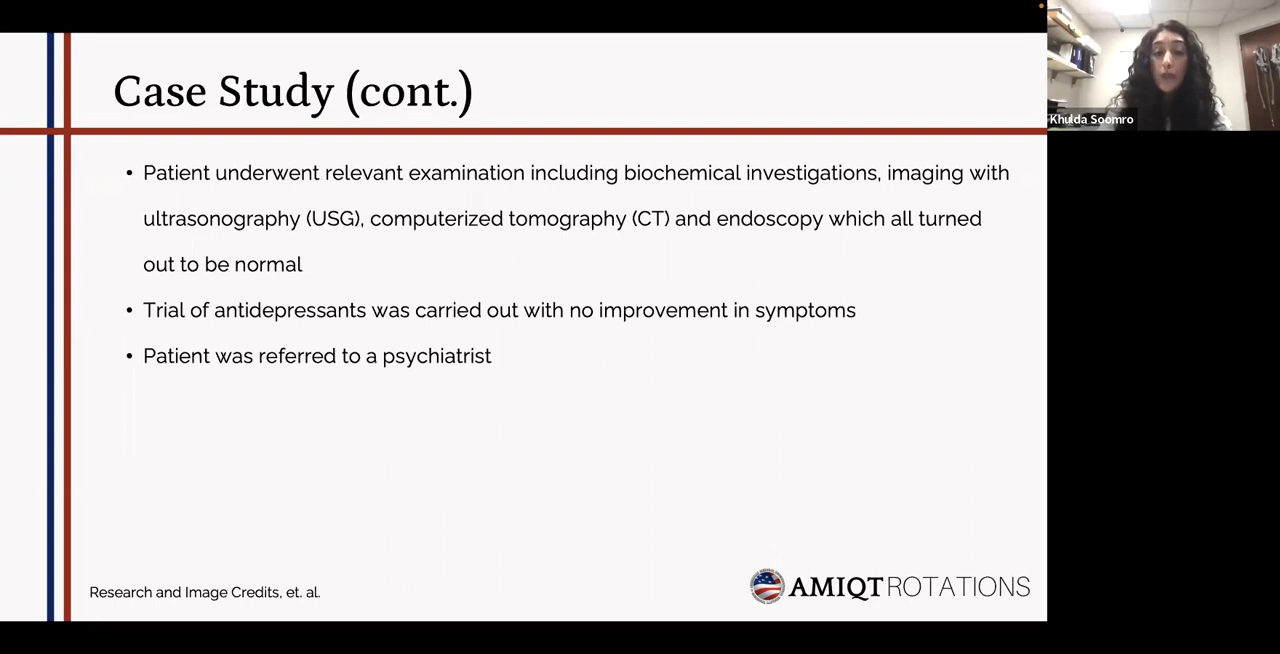 Case Study (cont.)
• Patient underwent relevant examination including biochemical investigations, imaging with
ultrasonography (USG), computerized tomography (CT) and endoscopy which all turned
out to be normal
• Trial of antidepressants was carried out with no improvement in symptoms
• Patient was referred to a psychiatrist
Research and Image Credits, et. al.
AMIQT ROTATIONS
Khulda Soomro